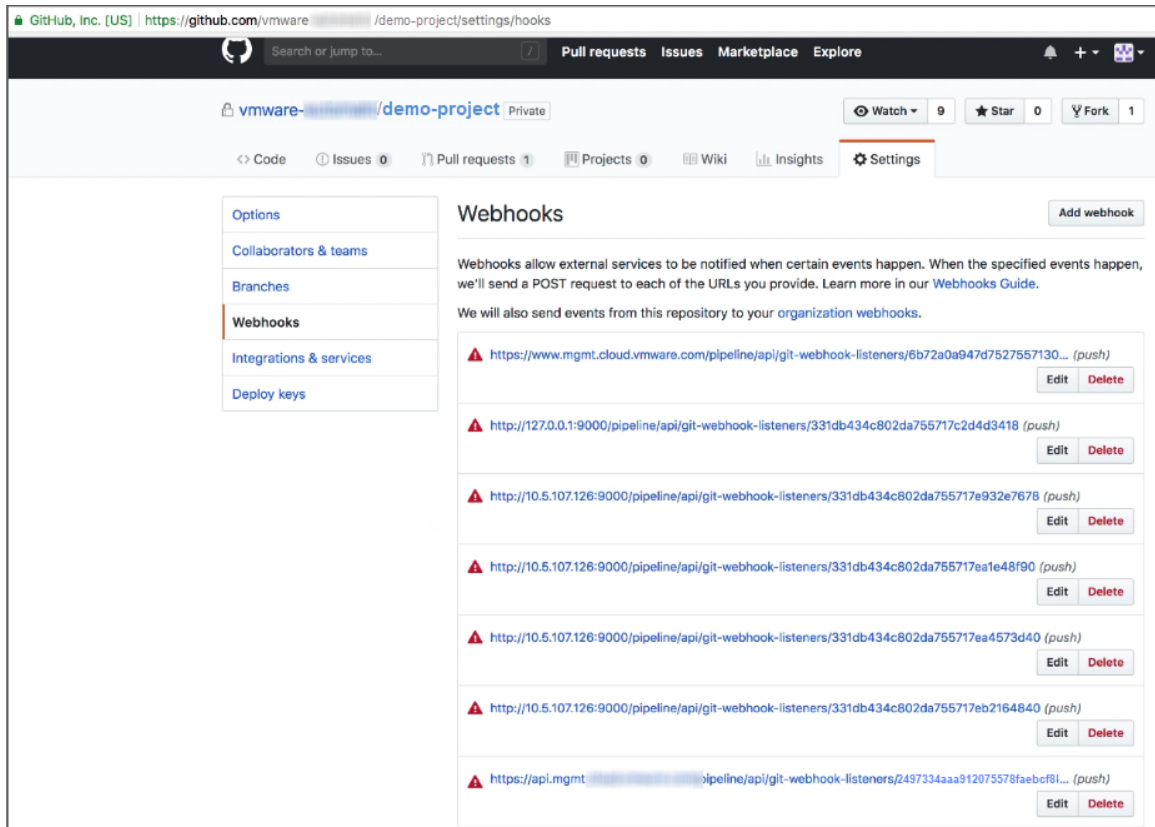 GitHub, Inc. [US] https://github.com/vmware /demo-project/settings/hooks
Search or jump to... / Pull requests Issues Marketplace Explore
vmware- /demo-project Private Watch 9 Star 0 Fork 1
<> Code Issues 0 Pull requests 1 Projects 0 Wiki Insights Settings
Options
Collaborators & teams
Branches
Webhooks
Integrations & services
Deploy keys
Webhooks Add webhook
Webhooks allow external services to be notified when certain events happen. When the specified events happen,
we'll send a POST request to each of the URLs you provide. Learn more in our Webhooks Guide.
We will also send events from this repository to your organization webhooks.
https://www.mgmt.cloud.vmware.com/pipeline/api/git-webhook-listeners/6b72a0a947d7527557130... (push)
Edit Delete
http://127.0.0.1:9000/pipeline/api/git-webhook-listeners/331db434c802da755717c2d4d3418 (push)
Edit Delete
http://10.5.107.126:9000/pipeline/api/git-webhook-listeners/331db434c802da755717e932e7678 (push)
Edit Delete
http://10.5.107.126:9000/pipeline/api/git-webhook-listeners/331db434c802da755717ea1e48f90 (push)
Edit Delete
http://10.5.107.126:9000/pipeline/api/git-webhook-listeners/331db434c802da755717ea4573d40 (push)
Edit Delete
http://10.5.107.126:9000/pipeline/api/git-webhook-listeners/331db434c802da755717eb2164840 (push)
Edit Delete
https://api.mgmt pipeline/api/git-webhook-listeners/2497334aaa912075578faebcf8l... (push)
Edit Delete